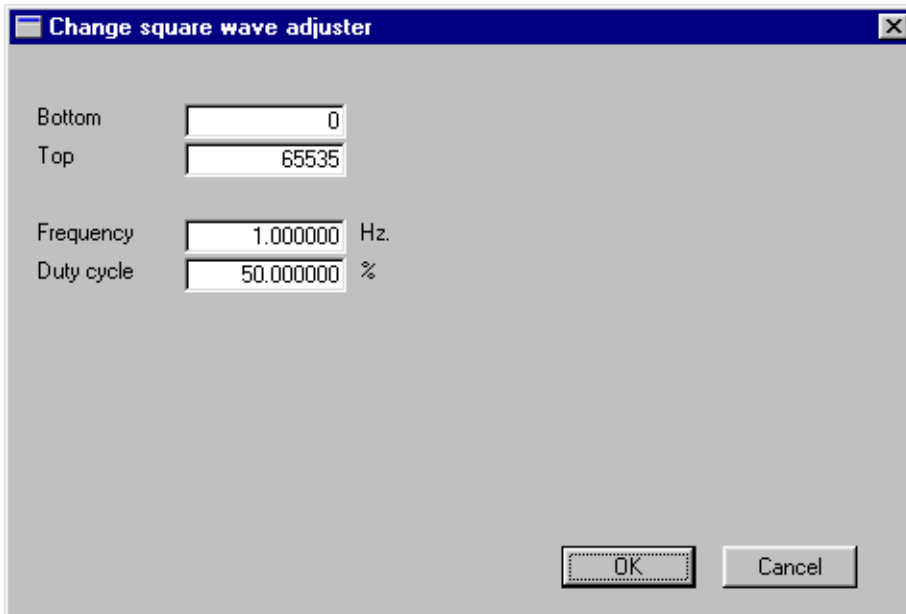 Change square wave adjuster
Bottom 0
Top 65535
Frequency 1.000000 Hz.
Duty cycle 50.000000 %
OK Cancel